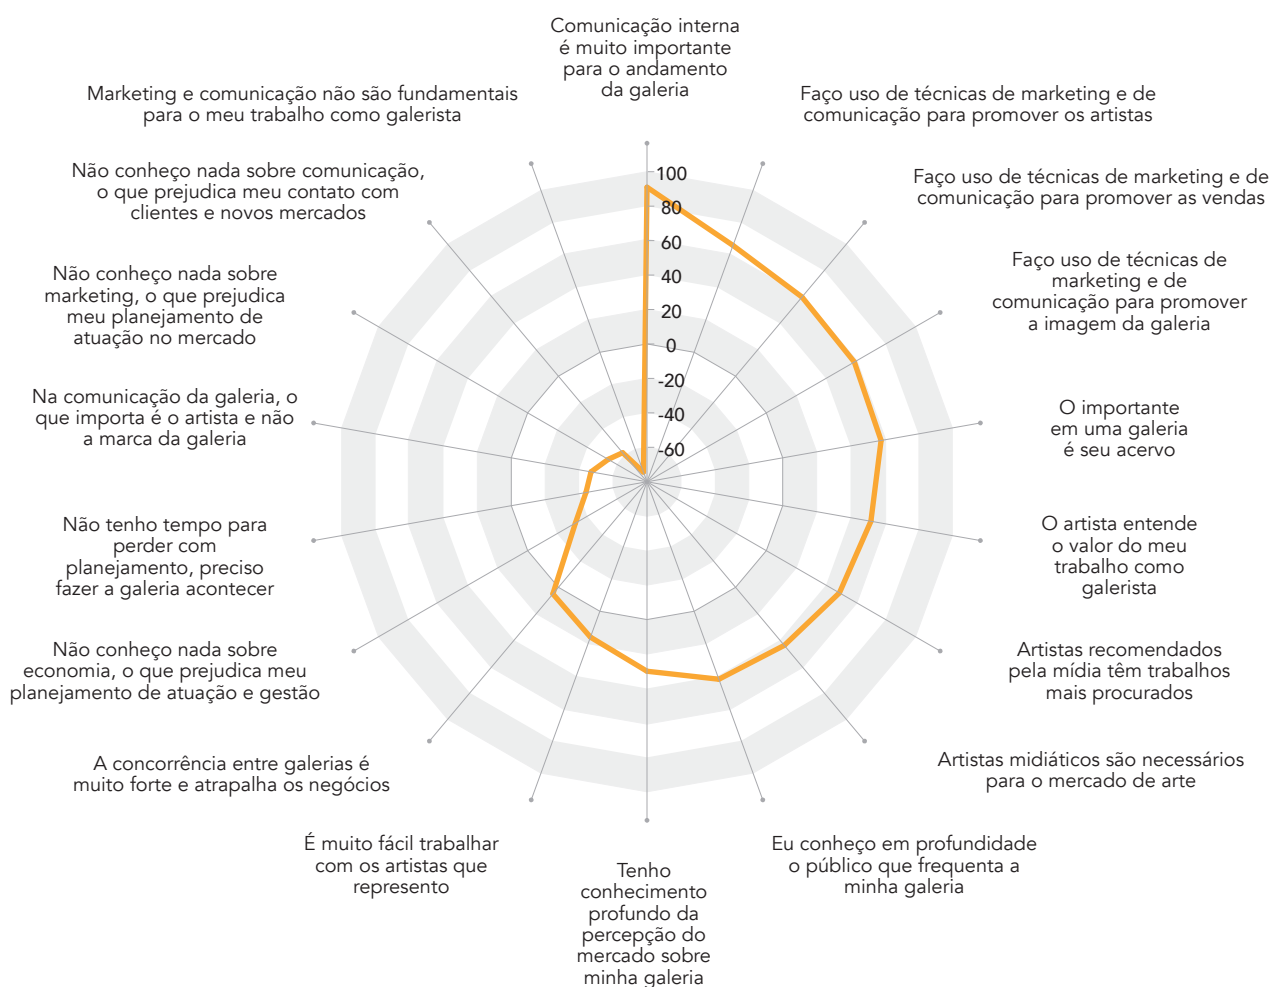 Comunicação interna
é muito importante
para o andamento
da galeria
Faço uso de técnicas de marketing e de
comunicação para promover os artistas
Faço uso de técnicas de marketing e de
comunicação para promover as vendas
Faço uso de técnicas de
marketing e de
comunicação para promover
a imagem da galeria
O importante
em uma galeria
é seu acervo
O artista entende
o valor do meu
trabalho como
galerista
Artistas recomendados
pela mídia têm trabalhos
mais procurados
Artistas midiáticos são necessários
para o mercado de arte
Eu conheço em profundidade
o público que frequenta a
minha galeria
Tenho
conhecimento
profundo da
percepção do
mercado sobre
minha galeria
É muito fácil trabalhar
com os artistas que
represento
A concorrência entre galerias é
muito forte e atrapalha os negócios
Não conheço nada sobre
economia, o que prejudica meu
planejamento de atuação e gestão
Não tenho tempo para
perder com
planejamento, preciso
fazer a galeria acontecer
Na comunicação da galeria, o
que importa é o artista e não
a marca da galeria
Não conheço nada sobre
marketing, o que prejudica
meu planejamento de
atuação no mercado
Não conheço nada sobre comunicação,
o que prejudica meu contato com
clientes e novos mercados
Marketing e comunicação não são fundamentais
para o meu trabalho como galerista
100
80
60
40
20
0
-20
-40
-60